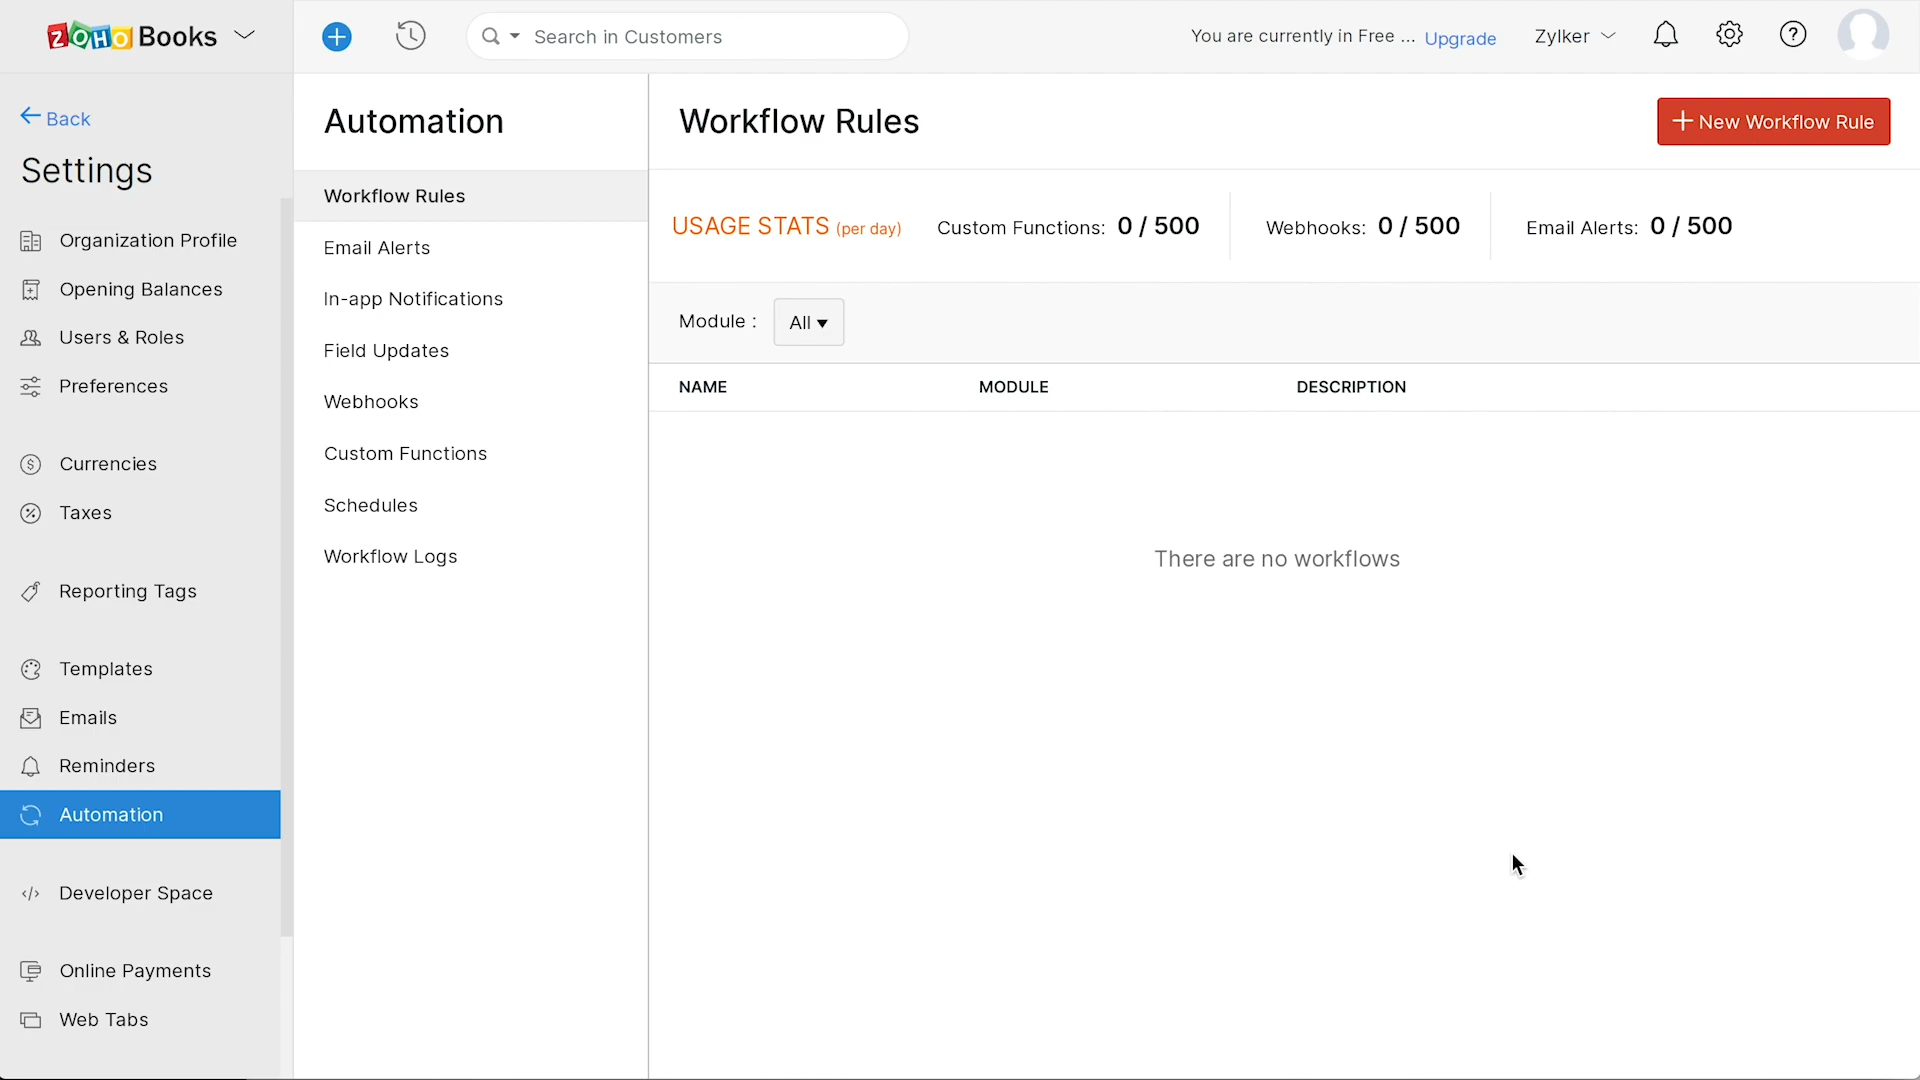 ZOHO Books
Search in Customers
You are currently in Free ... Upgrade
Zylker
Back
Settings
Organization Profile
Opening Balances
Users & Roles
Preferences
Currencies
Taxes
Reporting Tags
Templates
Emails
Reminders
Automation
Developer Space
Online Payments
Web Tabs
Automation
Workflow Rules
Email Alerts
In-app Notifications
Field Updates
Webhooks
Custom Functions
Schedules
Workflow Logs
Workflow Rules
+ New Workflow Rule
USAGE STATS (per day) Custom Functions: 0 / 500 Webhooks: 0 / 500 Email Alerts: 0 / 500
Module : All
NAME MODULE DESCRIPTION
There are no workflows